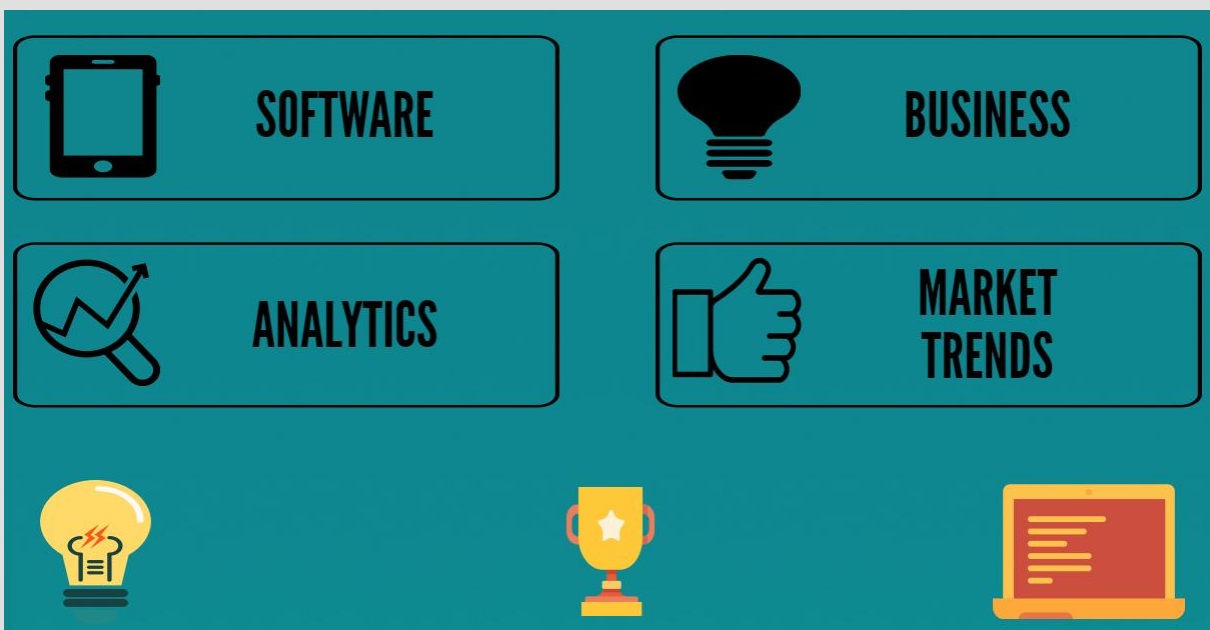 SOFTWARE
BUSINESS
ANALYTICS
MARKET
TRENDS